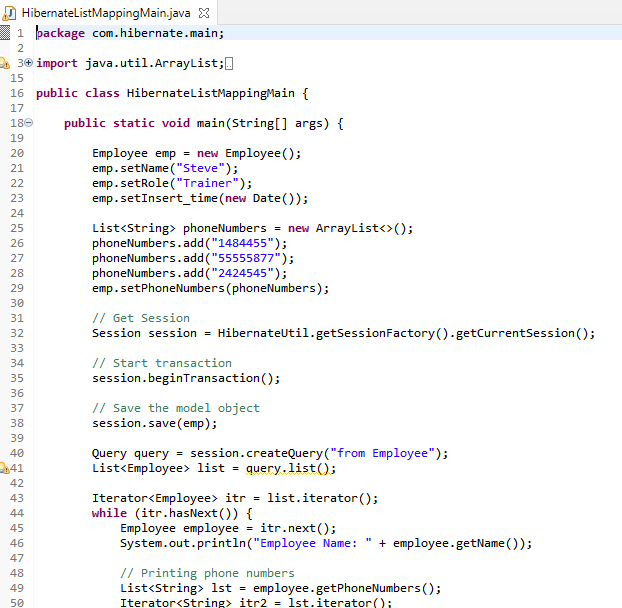 HibernateListMappingMain.java
1 package com.hibernate.main;
2
3 import java.util.ArrayList;
15
16 public class HibernateListMappingMain {
17
18     public static void main(String[] args) {
19
20         Employee emp = new Employee();
21         emp.setName("Steve");
22         emp.setRole("Trainer");
23         emp.setInsert_time(new Date());
24
25         List<String> phoneNumbers = new ArrayList<>();
26         phoneNumbers.add("1484455");
27         phoneNumbers.add("55555877");
28         phoneNumbers.add("2424545");
29         emp.setPhoneNumbers(phoneNumbers);
30
31         // Get Session
32         Session session = HibernateUtil.getSessionFactory().getCurrentSession();
33
34         // Start transaction
35         session.beginTransaction();
36
37         // Save the model object
38         session.save(emp);
39
40         Query query = session.createQuery("from Employee");
41         List<Employee> list = query.list();
42
43         Iterator<Employee> itr = list.iterator();
44         while (itr.hasNext()) {
45             Employee employee = itr.next();
46             System.out.println("Employee Name: " + employee.getName());
47
48             // Printing phone numbers
49             List<String> lst = employee.getPhoneNumbers();
50             Iterator<String> itr2 = lst.iterator();